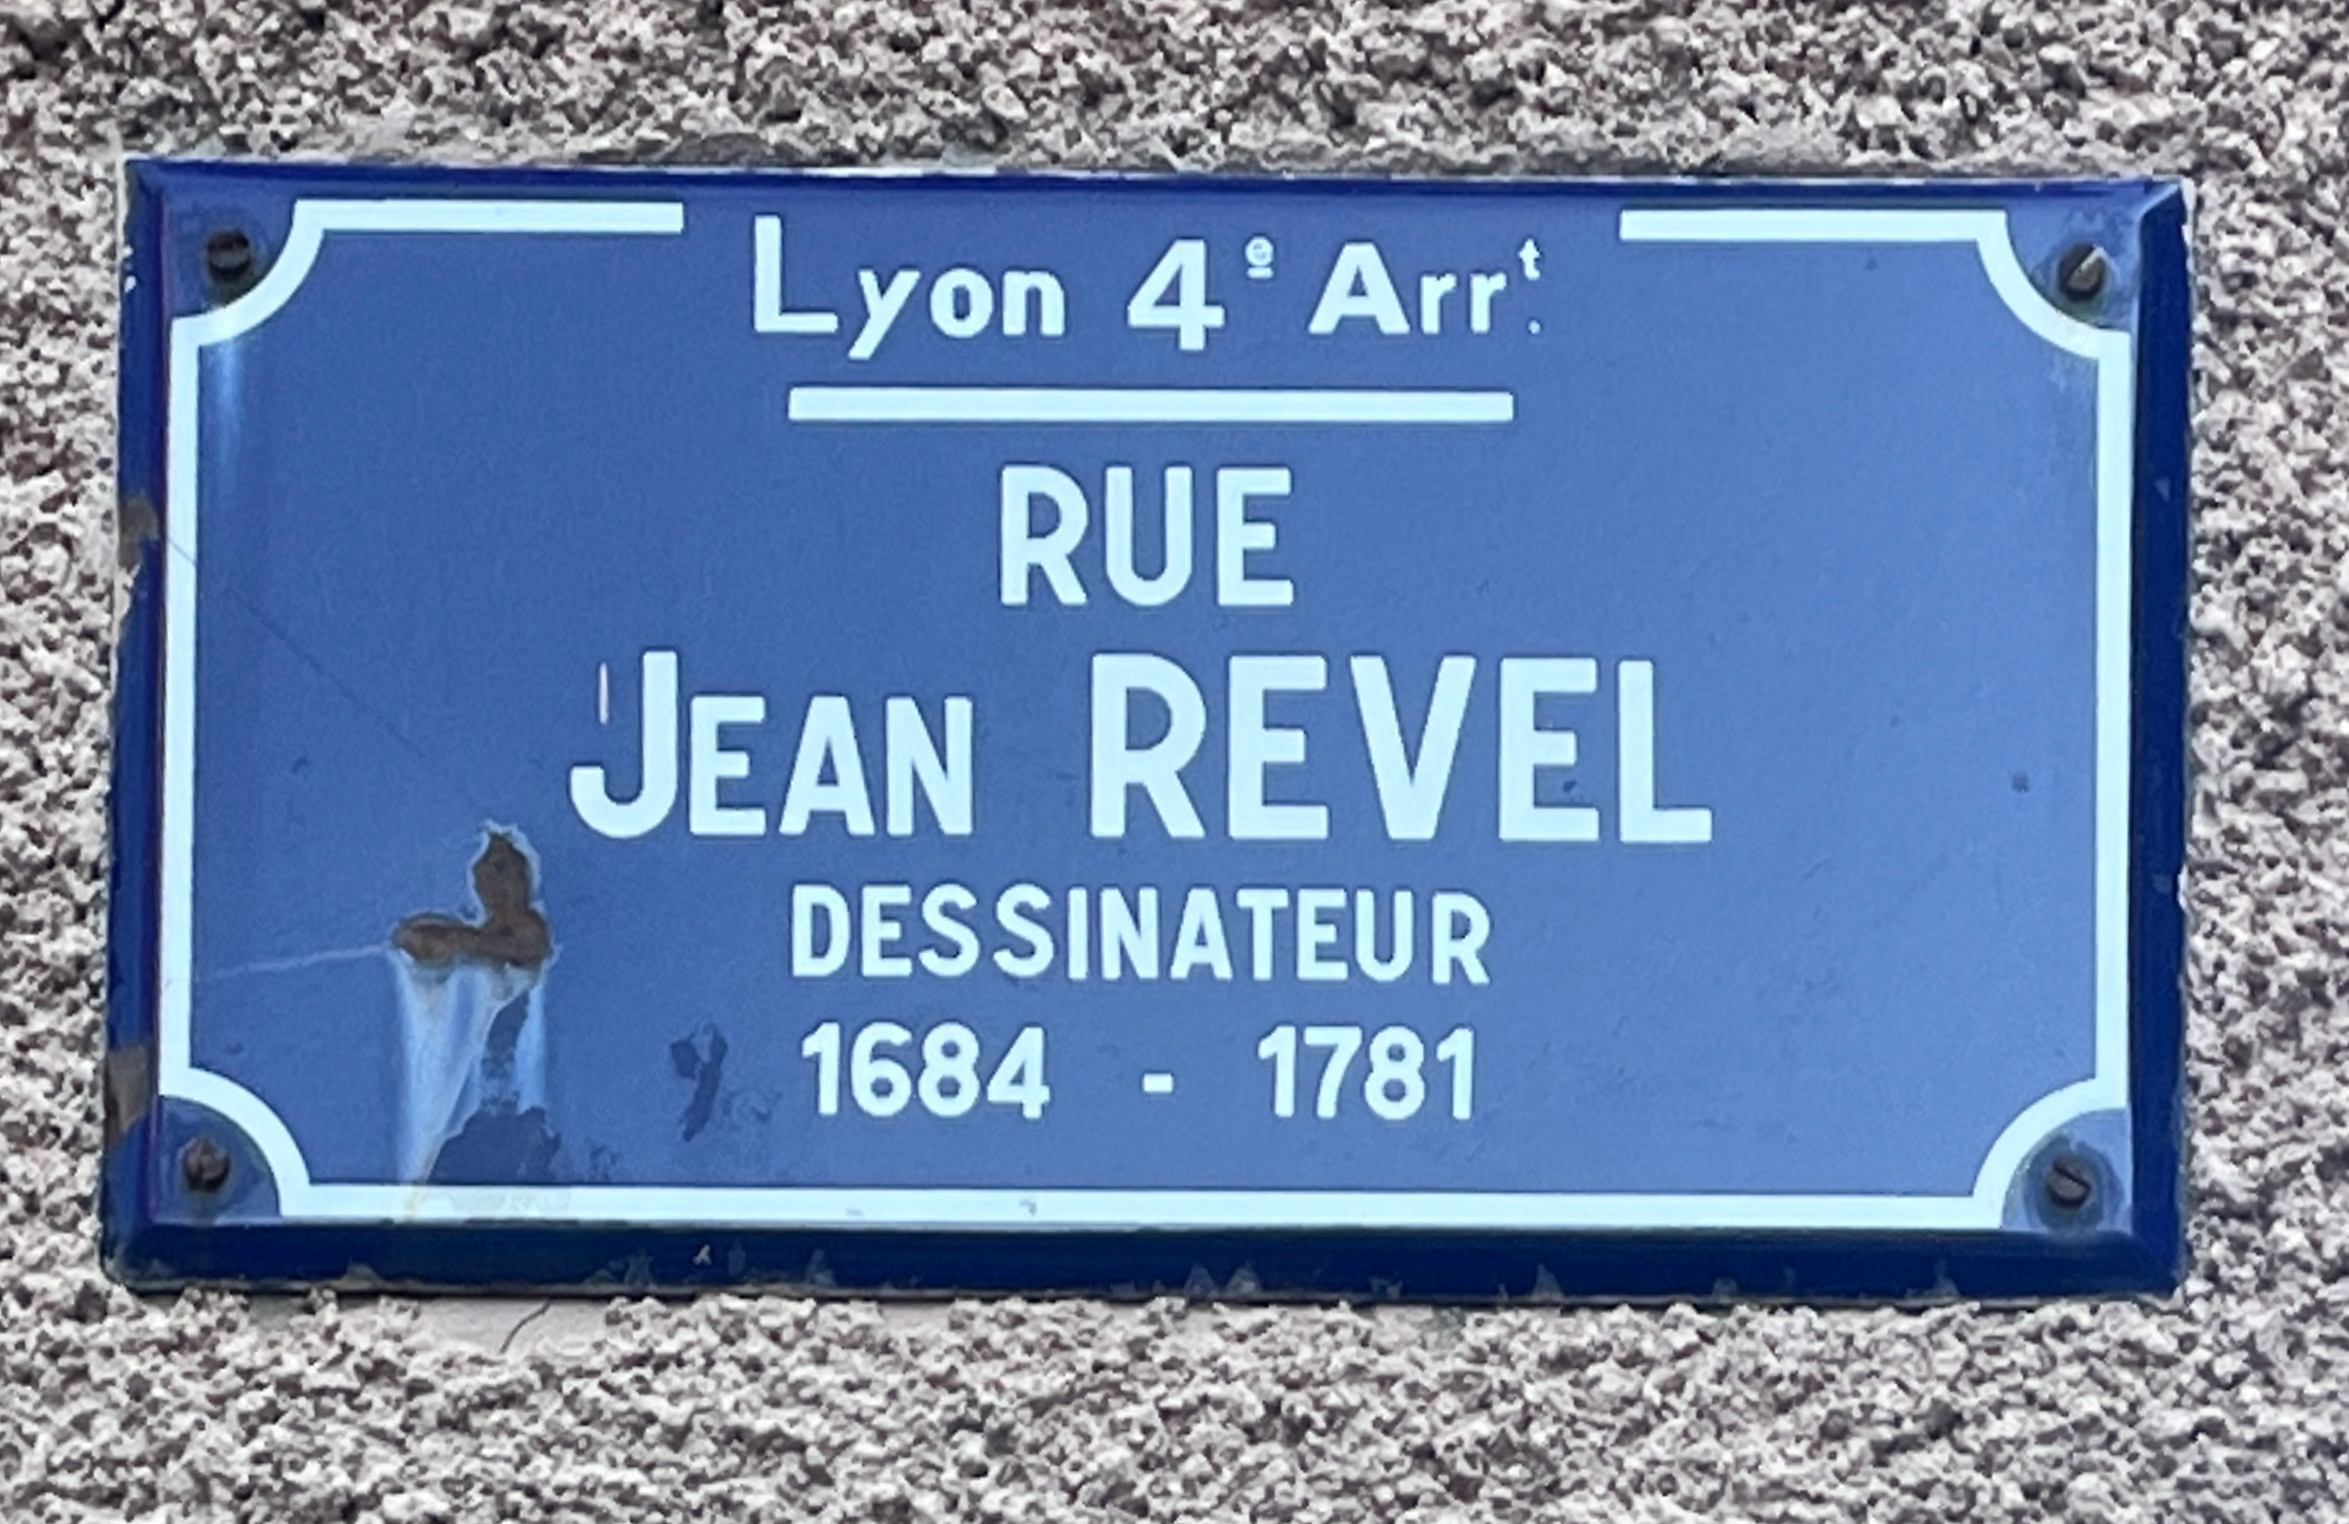 Lyon 4e Arrt.
RUE
JEAN REVEL
DESSINATEUR
1684 - 1781